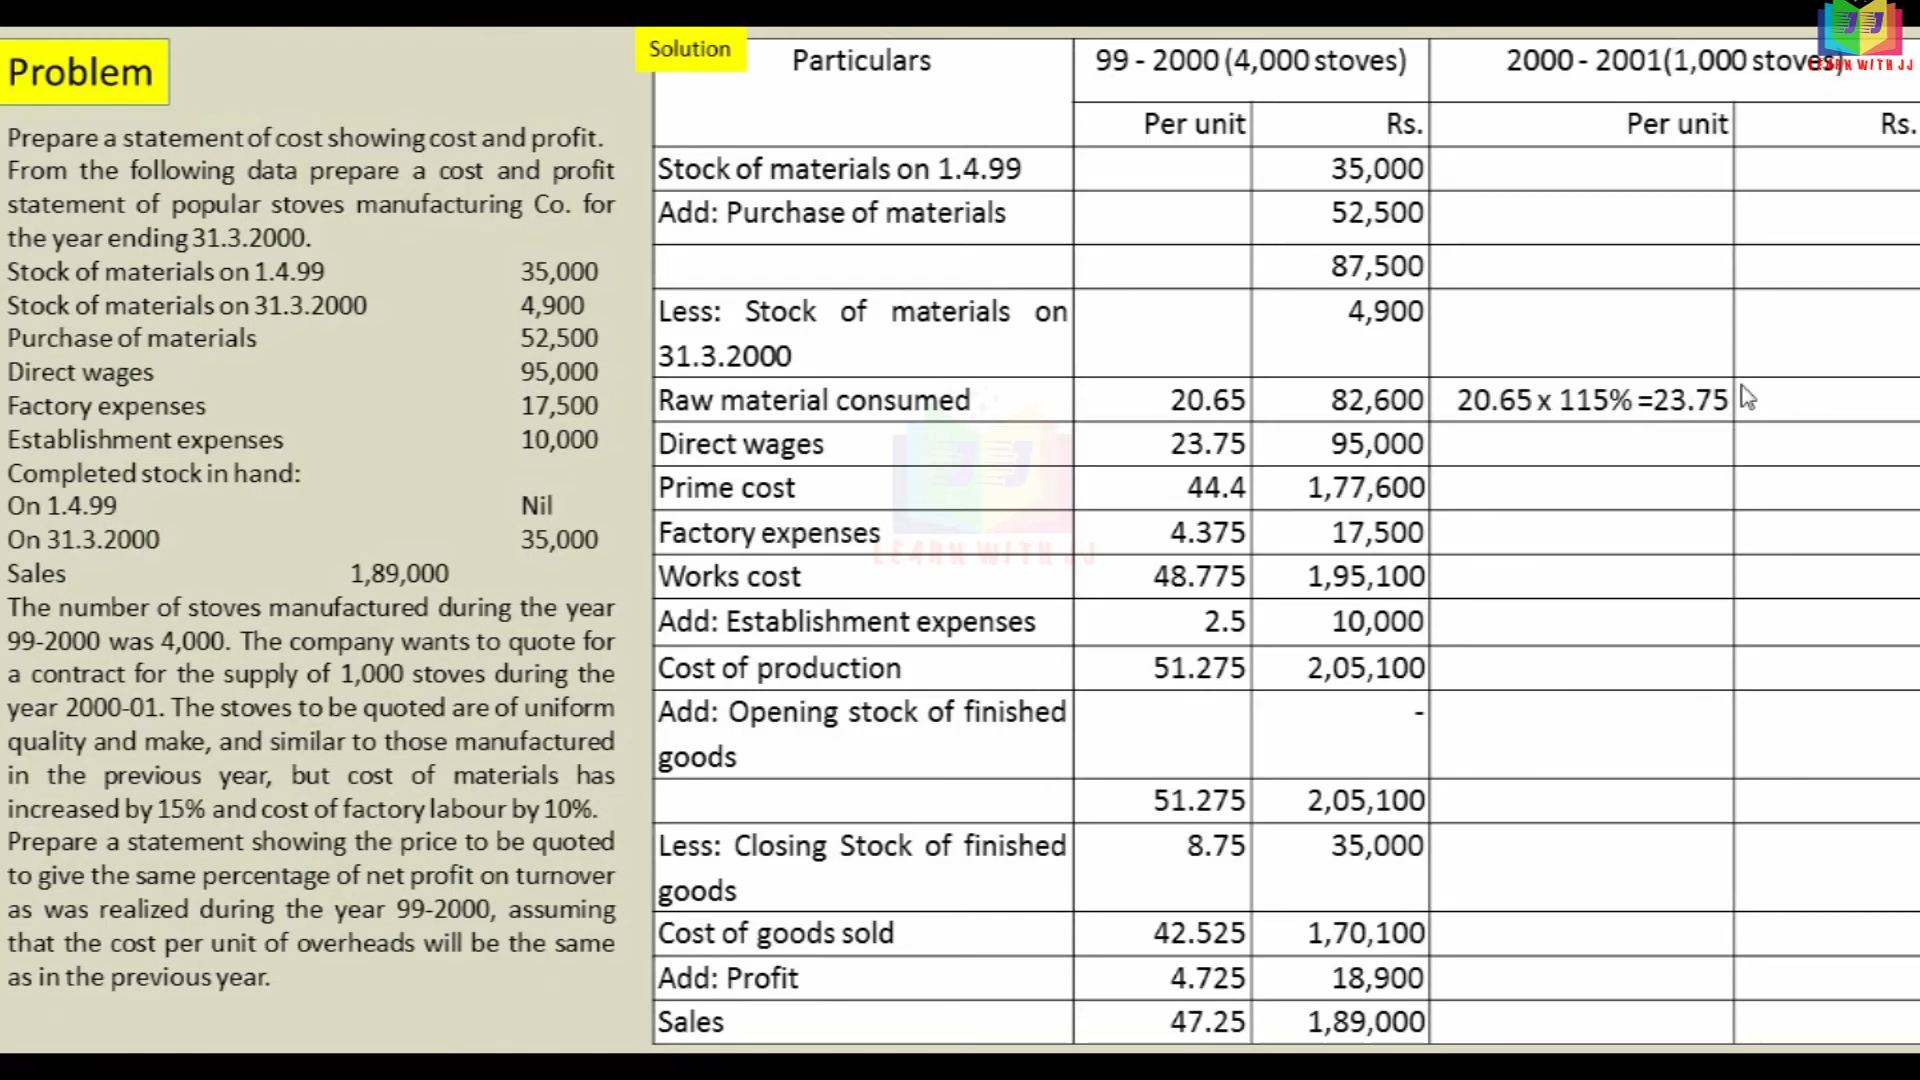 Problem
Prepare a statement of cost showing cost and profit.
From the following data prepare a cost and profit
statement of popular stoves manufacturing Co. for
the year ending 31.3.2000.
Stock of materials on 1.4.99 35,000
Stock of materials on 31.3.2000 4,900
Purchase of materials 52,500
Direct wages 95,000
Factory expenses 17,500
Establishment expenses 10,000
Completed stock in hand:
On 1.4.99 Nil
On 31.3.2000 35,000
Sales 1,89,000
The number of stoves manufactured during the year
99-2000 was 4,000. The company wants to quote for
a contract for the supply of 1,000 stoves during the
year 2000-01. The stoves to be quoted are of uniform
quality and make, and similar to those manufactured
in the previous year, but cost of materials has
increased by 15% and cost of factory labour by 10%.
Prepare a statement showing the price to be quoted
to give the same percentage of net profit on turnover
as was realized during the year 99-2000, assuming
that the cost per unit of overheads will be the same
as in the previous year.
Solution
Particulars 99 - 2000 (4,000 stoves) 2000 - 2001(1,000 stoves)
Per unit Rs. Per unit Rs.
Stock of materials on 1.4.99 35,000
Add: Purchase of materials 52,500
87,500
Less: Stock of materials on 4,900
31.3.2000
Raw material consumed 20.65 82,600 20.65 x 115% =23.75
Direct wages 23.75 95,000
Prime cost 44.4 1,77,600
Factory expenses 4.375 17,500
Works cost 48.775 1,95,100
Add: Establishment expenses 2.5 10,000
Cost of production 51.275 2,05,100
Add: Opening stock of finished -
goods
51.275 2,05,100
Less: Closing Stock of finished 8.75 35,000
goods
Cost of goods sold 42.525 1,70,100
Add: Profit 4.725 18,900
Sales 47.25 1,89,000
JJ
LEARN WITH JJ
JJ
LEARN WITH JJ